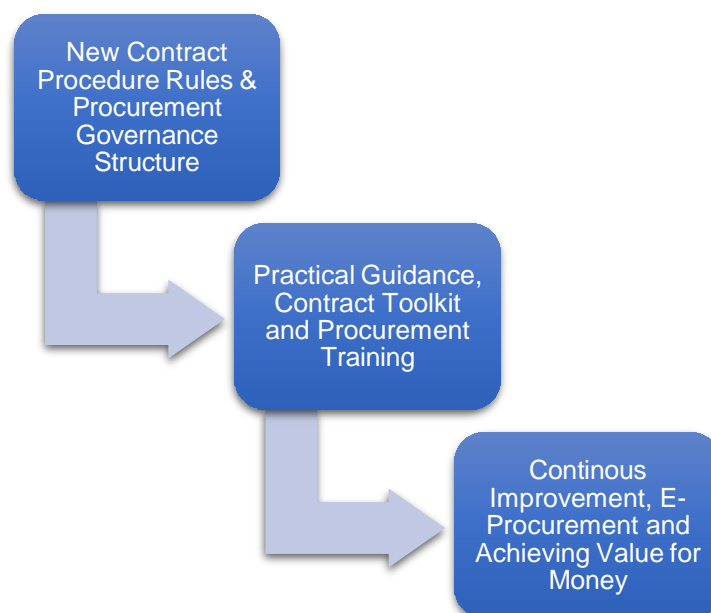 New Contract
Procedure Rules &
Procurement
Governance
Structure
Practical Guidance,
Contract Toolkit
and Procurement
Training
Continous
Improvement, E-
Procurement and
Achieving Value for
Money